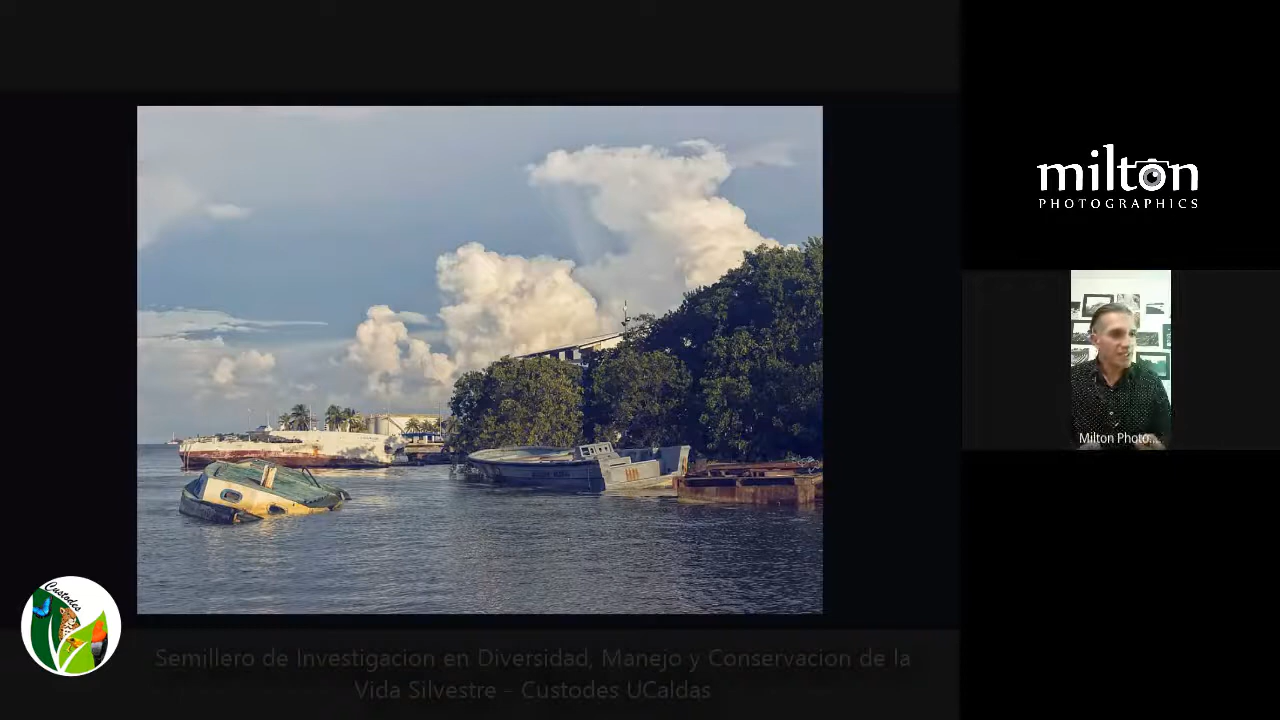 milton
PHOTOGRAPHICS
Milton Photo....
Custodes
Semillero de Investigacion en Diversidad, Manejo y Conservacion de la
Vida Silvestre - Custodes UCaldas